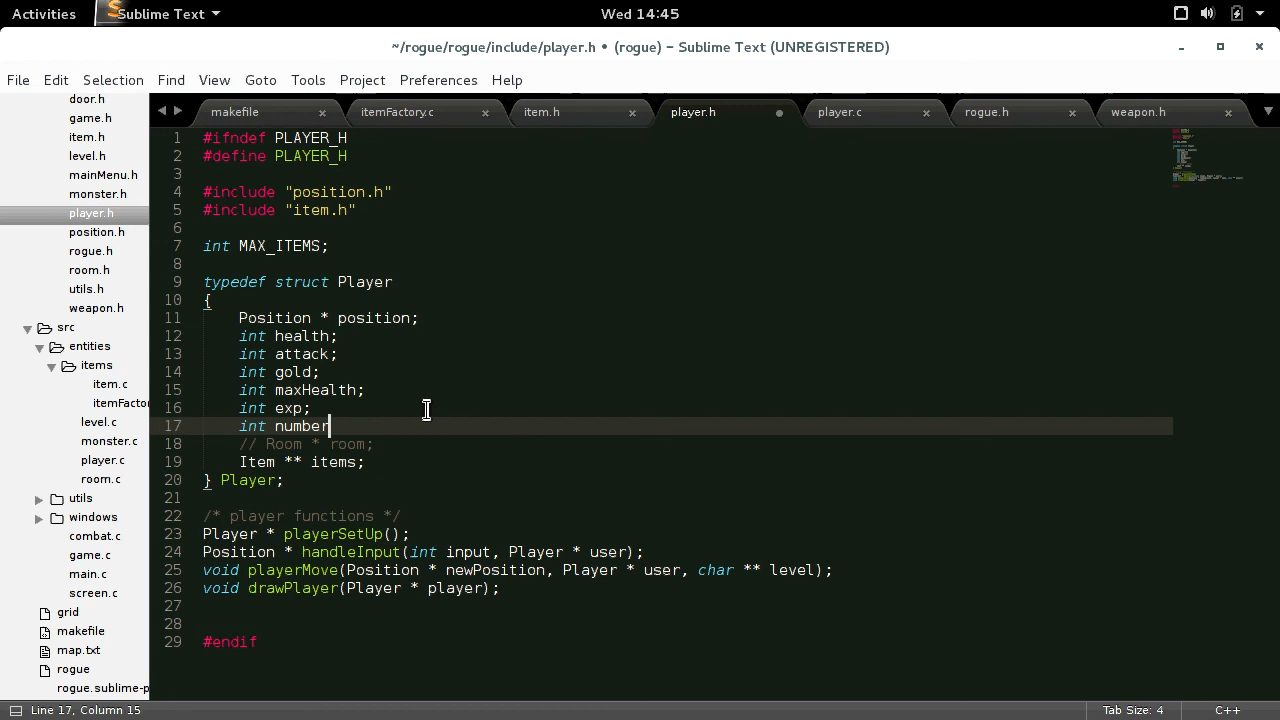 Activities Sublime Text Wed 14:45
~/rogue/rogue/include/player.h • (rogue) - Sublime Text (UNREGISTERED)
File Edit Selection Find View Goto Tools Project Preferences Help
makefile itemFactory.c item.h player.h player.c rogue.h weapon.h
door.h
game.h
item.h
level.h
mainMenu.h
monster.h
player.h
position.h
rogue.h
room.h
utils.h
weapon.h
src
entities
items
item.c
itemFactor
level.c
monster.c
player.c
room.c
utils
windows
combat.c
game.c
main.c
screen.c
grid
makefile
map.txt
rogue
rogue.sublime-p
1 #ifndef PLAYER_H
2 #define PLAYER_H
3
4 #include "position.h"
5 #include "item.h"
6
7 int MAX_ITEMS;
8
9 typedef struct Player
10 {
11 Position * position;
12 int health;
13 int attack;
14 int gold;
15 int maxHealth;
16 int exp;
17 int number
18 // Room * room;
19 Item ** items;
20 } Player;
21
22 /* player functions */
23 Player * playerSetUp();
24 Position * handleInput(int input, Player * user);
25 void playerMove(Position * newPosition, Player * user, char ** level);
26 void drawPlayer(Player * player);
27
28
29 #endif
Line 17, Column 15 Tab Size: 4 C++